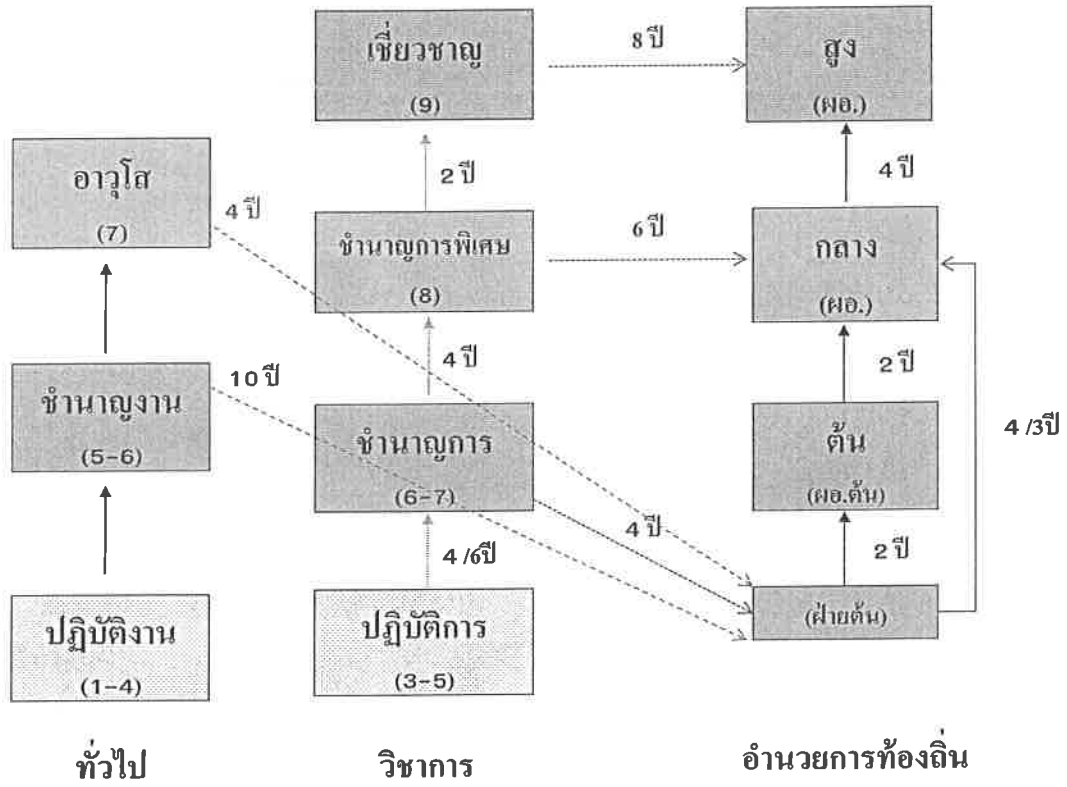 เชี่ยวชาญ
(9)
8 ปี
สูง
(ผอ.)
อาวุโส
(7)
4 ปี
2 ปี
4 ปี
ชำนาญการพิเศษ
(8)
6 ปี
กลาง
(ผอ.)
4 ปี
2 ปี
10 ปี
ชำนาญงาน
(5-6)
ชำนาญการ
(6-7)
ต้น
(ผอ.ต้น)
4 /3ปี
4 /6ปี
4 ปี
2 ปี
ปฏิบัติงาน
(1-4)
ปฏิบัติการ
(3-5)
(ฝ่ายต้น)
ทั่วไป
วิชาการ
อำนวยการท้องถิ่น